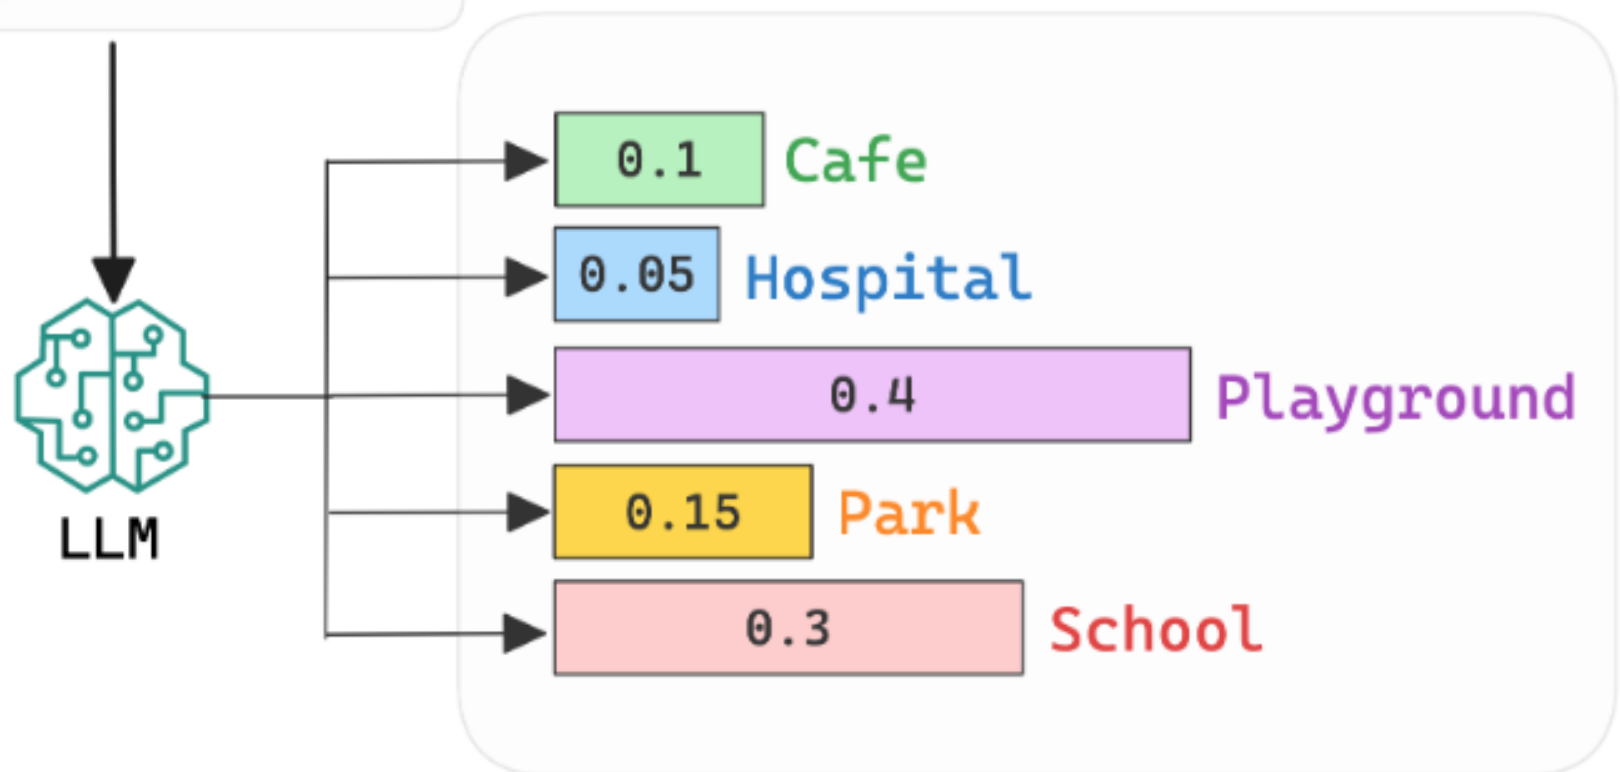 0.1 Cafe
0.05 Hospital
0.4 Playground
0.15 Park
LLM
0.3 School